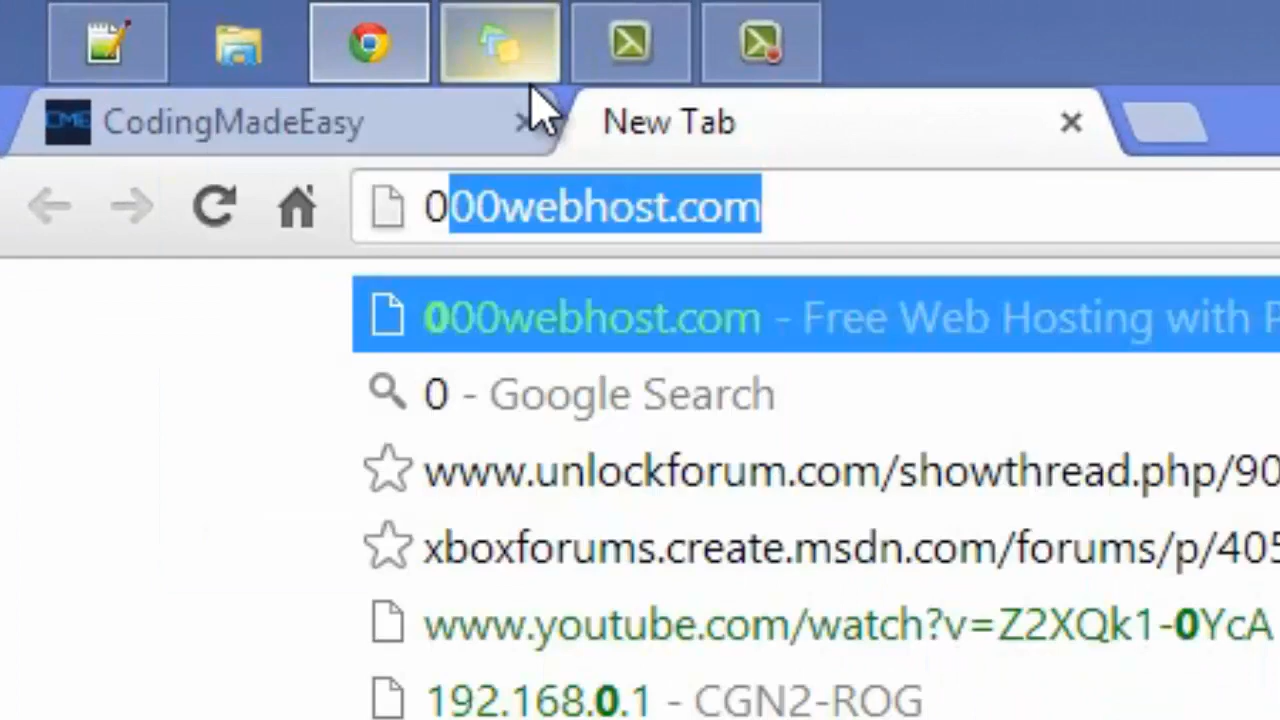 CME CodingMadeEasy New Tab
000webhost.com
000webhost.com - Free Web Hosting with P
0 - Google Search
www.unlockforum.com/showthread.php/90
xboxforums.create.msdn.com/forums/p/405
www.youtube.com/watch?v=Z2XQk1-0YcA
192.168.0.1 - CGN2-ROG